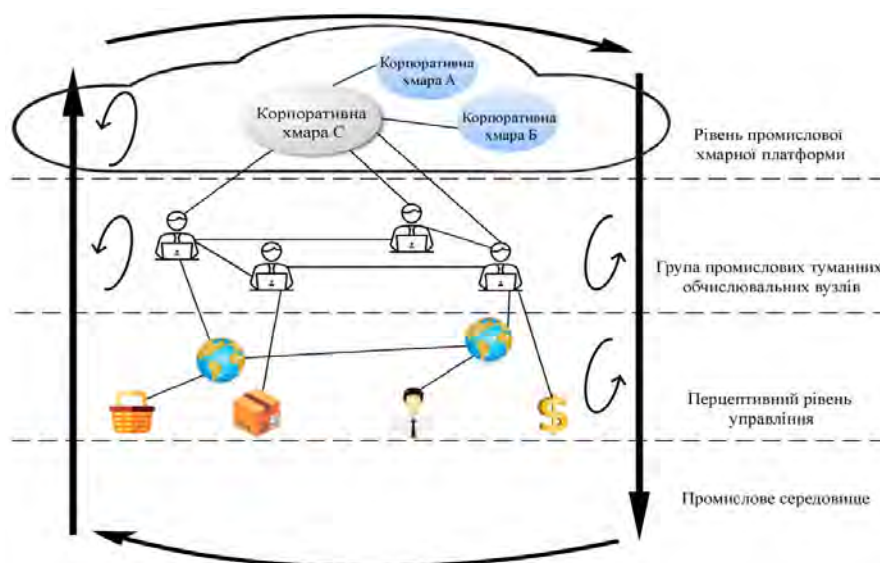 Корпоративна
хмара А
Корпоративна
хмара С
Корпоративна
хмара Б
Рівень промислової
хмарної платформи
Група промислових туманних
обчислювальних вузлів
Перцептивний рівень
управління
Промислове середовище